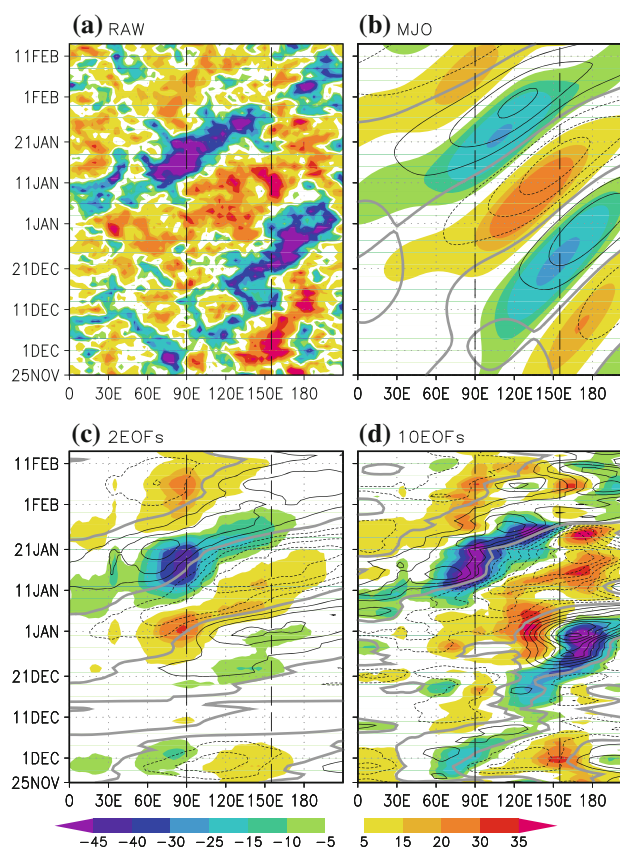 (a) RAW
(b) MJO
11FEB
1FEB
21JAN
11JAN
1JAN
21DEC
11DEC
1DEC
25NOV
0 30E 60E 90E 120E 150E 180
0 30E 60E 90E 120E 150E 180
(c) 2EOFs
(d) 10EOFs
11FEB
1FEB
21JAN
11JAN
1JAN
21DEC
11DEC
1DEC
25NOV
0 30E 60E 90E 120E 150E 180
0 30E 60E 90E 120E 150E 180
−45 −40 −30 −25 −20 −15 −10 −5
5 15 20 30 35